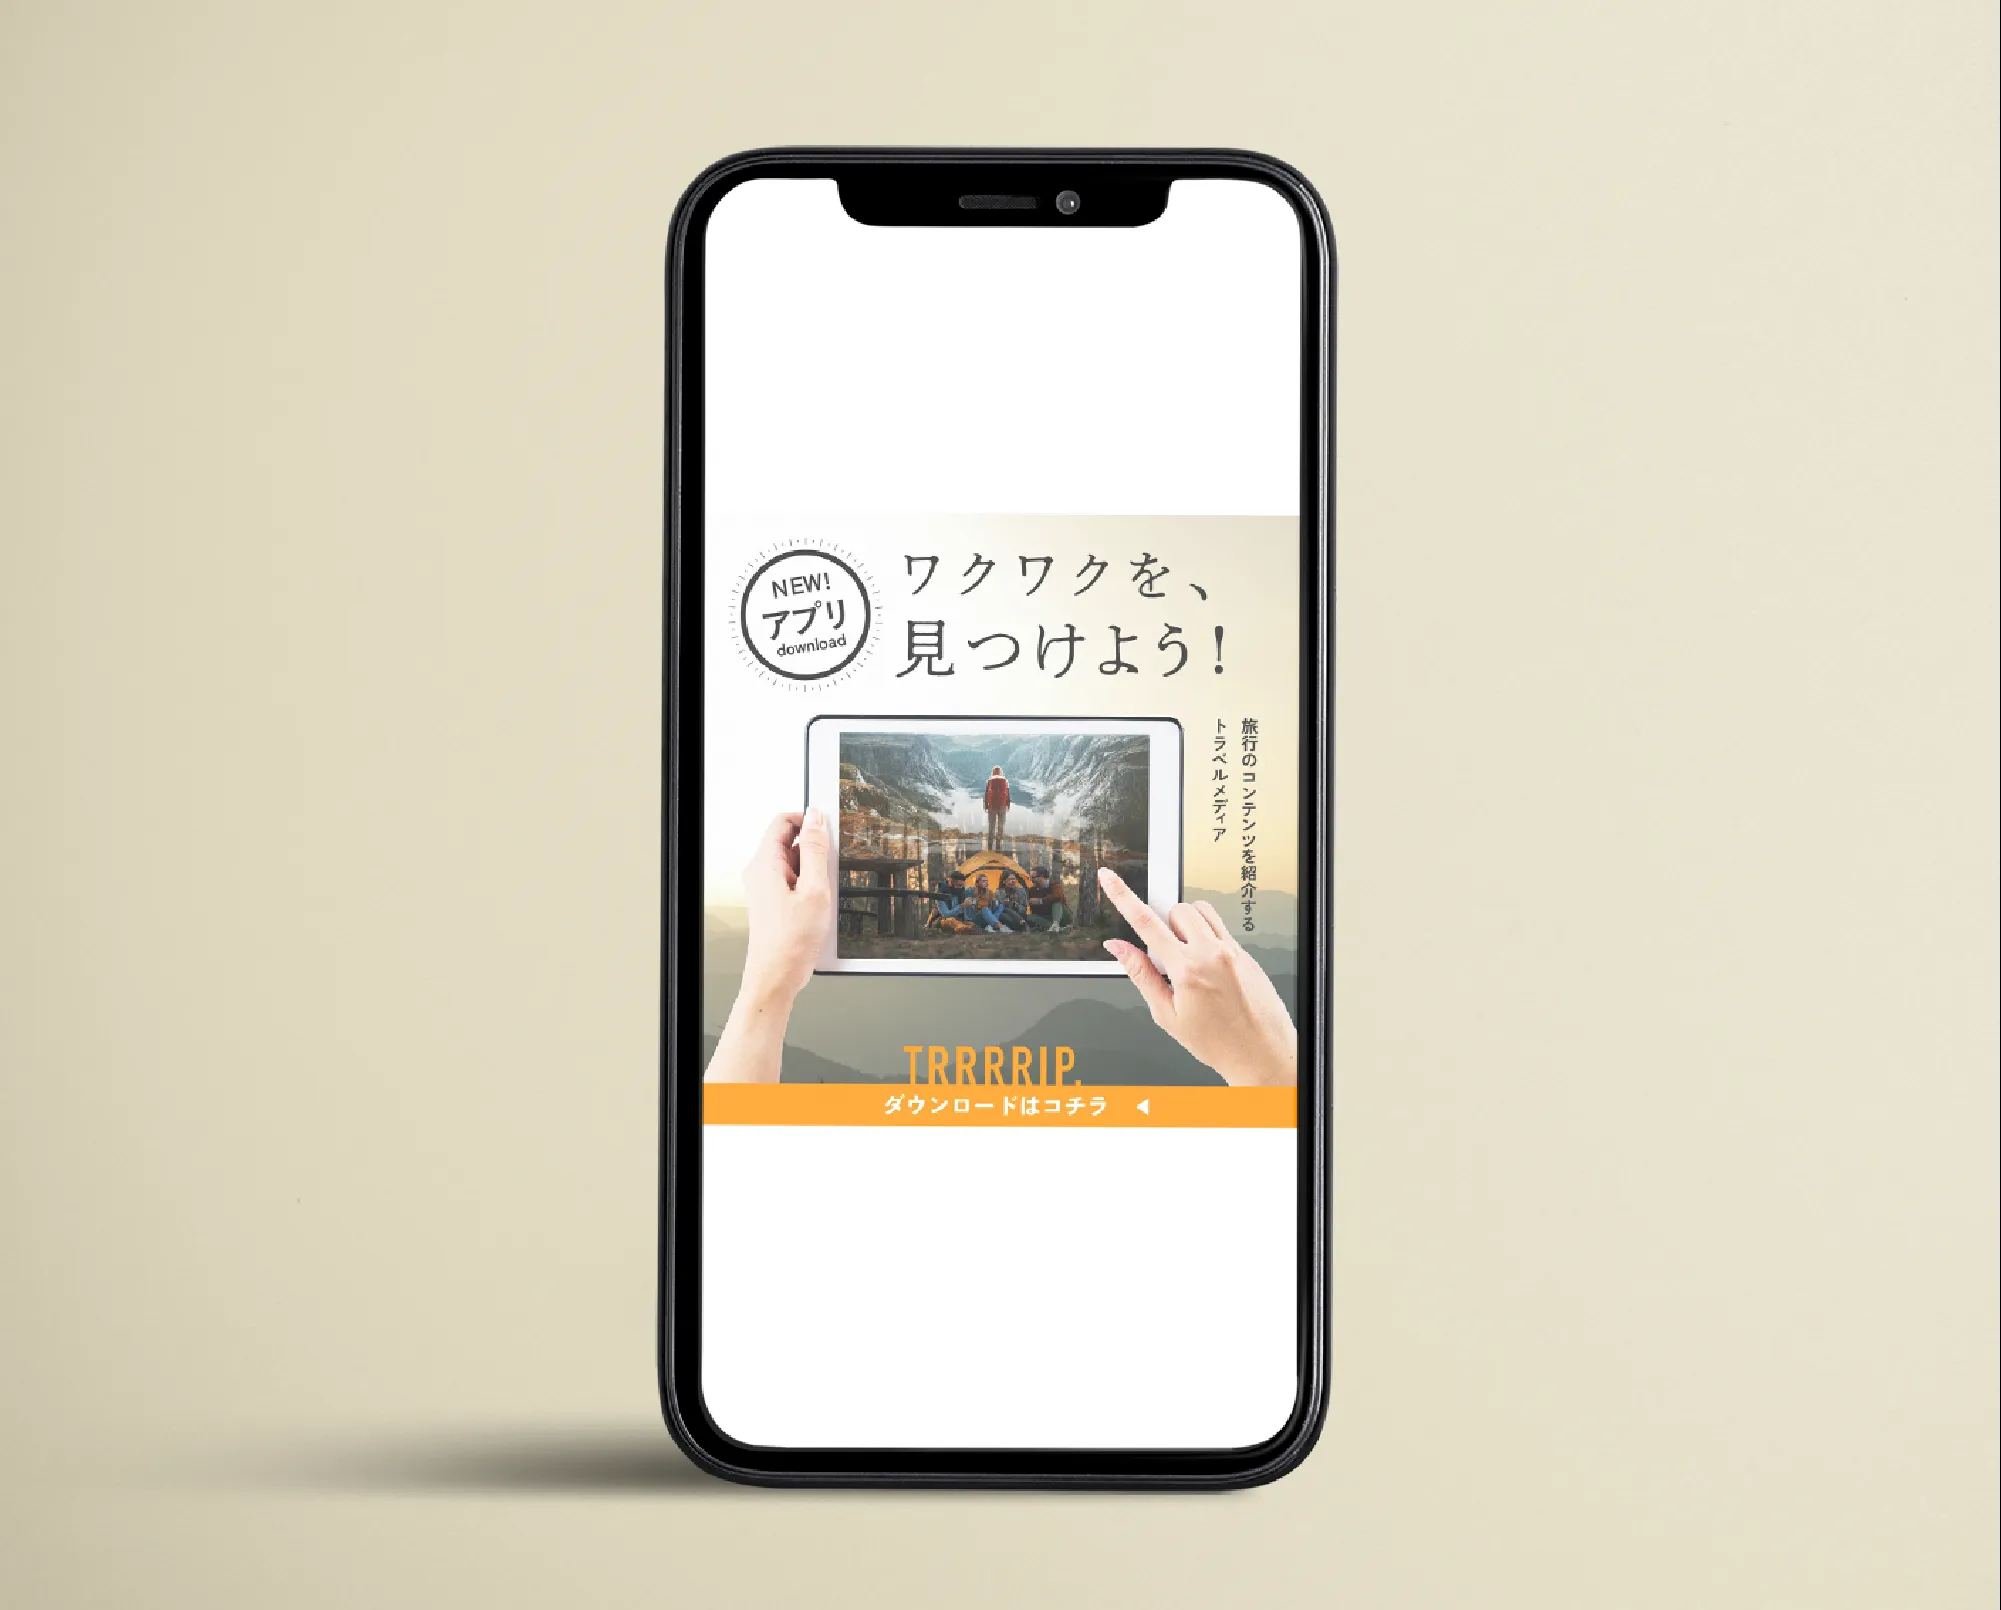 NEW!
アプリ
download
ワクワクを、
見つけよう!
旅行のコンテンツを紹介する
トラベルメディア
TRRRRIP.
ダウンロードはコチラ ◀